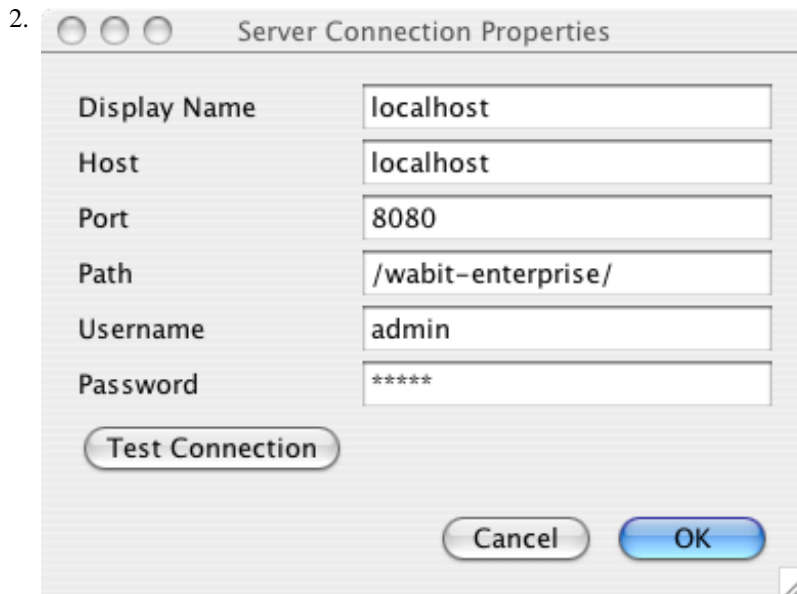 2.
Server Connection Properties
Display Name localhost
Host localhost
Port 8080
Path /wabit-enterprise/
Username admin
Password *****
Test Connection
Cancel OK